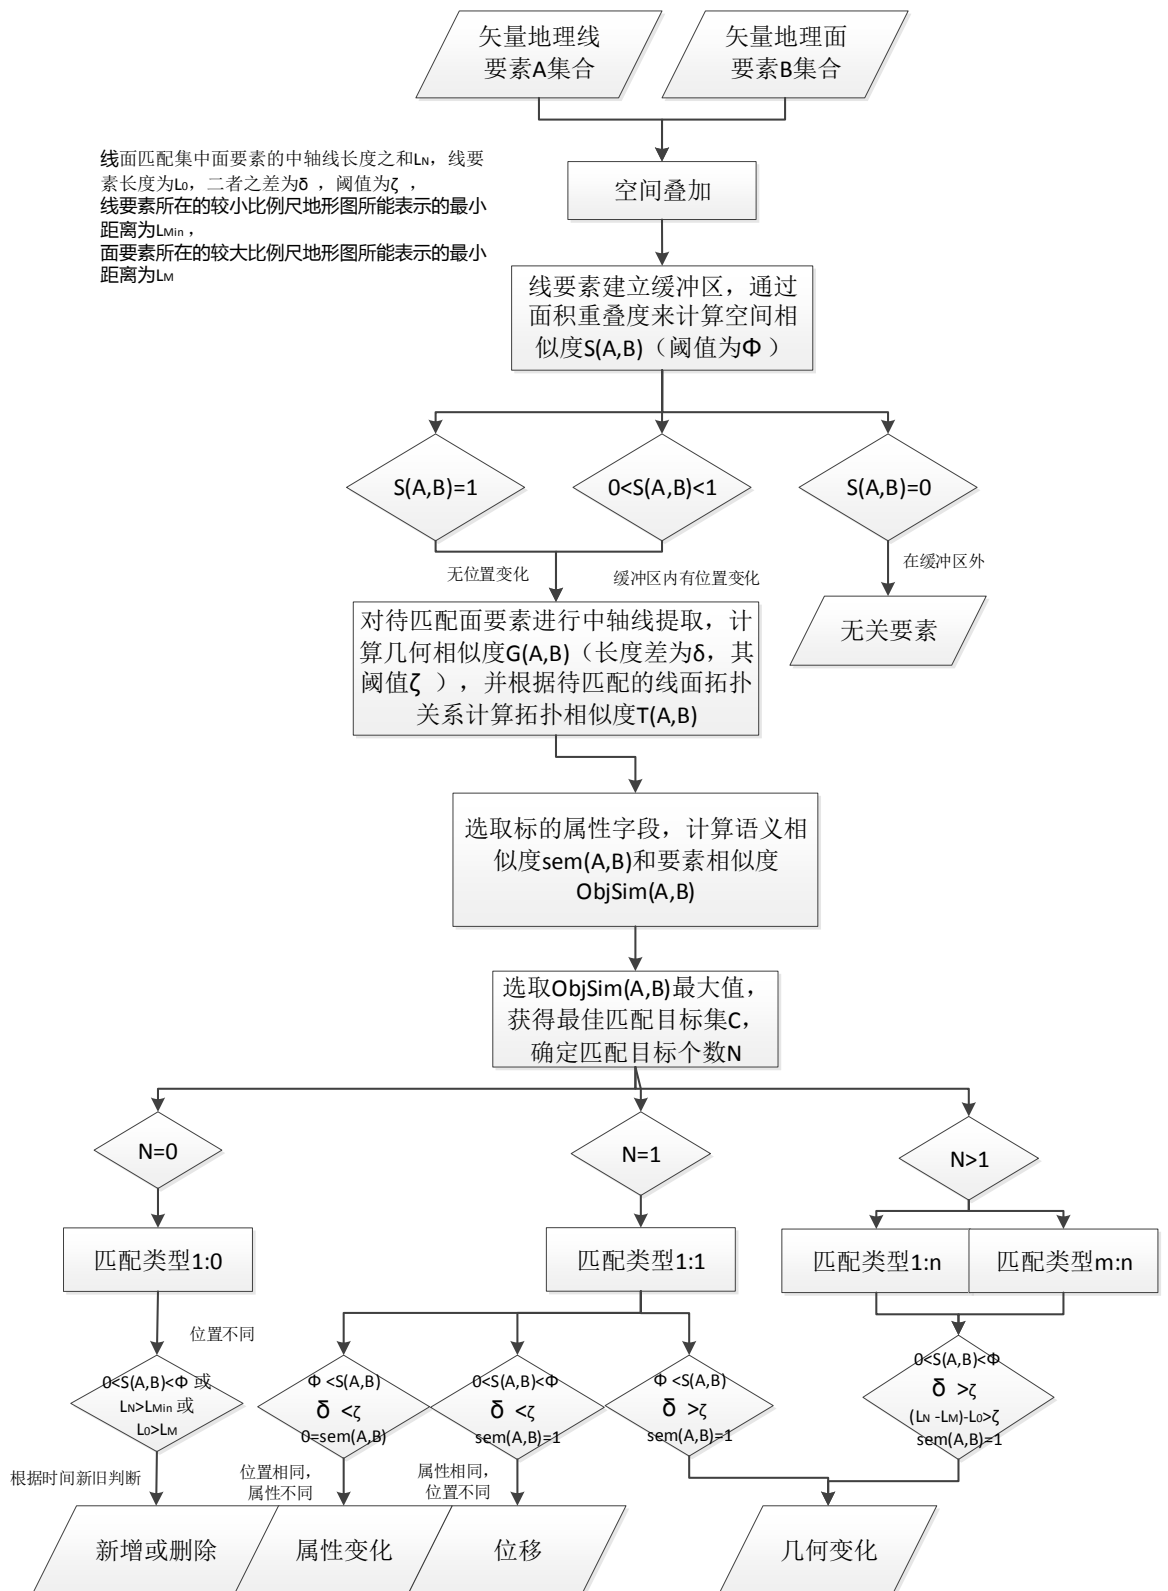 矢量地理线
要素A集合
矢量地理面
要素B集合
线面匹配集中面要素的中轴线长度之和LN，线要
素长度为L0，二者之差为δ ，阈值为ζ ，
线要素所在的较小比例尺地形图所能表示的最小
距离为LMin ，
面要素所在的较大比例尺地形图所能表示的最小
距离为LM
空间叠加
线要素建立缓冲区，通过
面积重叠度来计算空间相
似度S(A,B)（阈值为Φ ）
S(A,B)=1
0<S(A,B)<1
S(A,B)=0
无位置变化
缓冲区内有位置变化
在缓冲区外
对待匹配面要素进行中轴线提取，计
算几何相似度G(A,B)（长度差为δ，其
阈值ζ ），并根据待匹配的线面拓扑
关系计算拓扑相似度T(A,B)
无关要素
选取标的属性字段，计算语义相
似度sem(A,B)和要素相似度
ObjSim(A,B)
选取ObjSim(A,B)最大值，
获得最佳匹配目标集C，
确定匹配目标个数N
N=0
N=1
N>1
匹配类型1:0
匹配类型1:1
匹配类型1:n
匹配类型m:n
位置不同
0<S(A,B)<Φ 或
LN>LMin 或
L0>LM
Φ <S(A,B)
δ <ζ
0=sem(A,B)
0<S(A,B)<Φ
δ <ζ
sem(A,B)=1
Φ <S(A,B)
δ >ζ
sem(A,B)=1
0<S(A,B)<Φ
δ >ζ
(LN -LM)-L0>ζ
sem(A,B)=1
根据时间新旧判断
位置相同，
属性不同
属性相同，
位置不同
新增或删除
属性变化
位移
几何变化